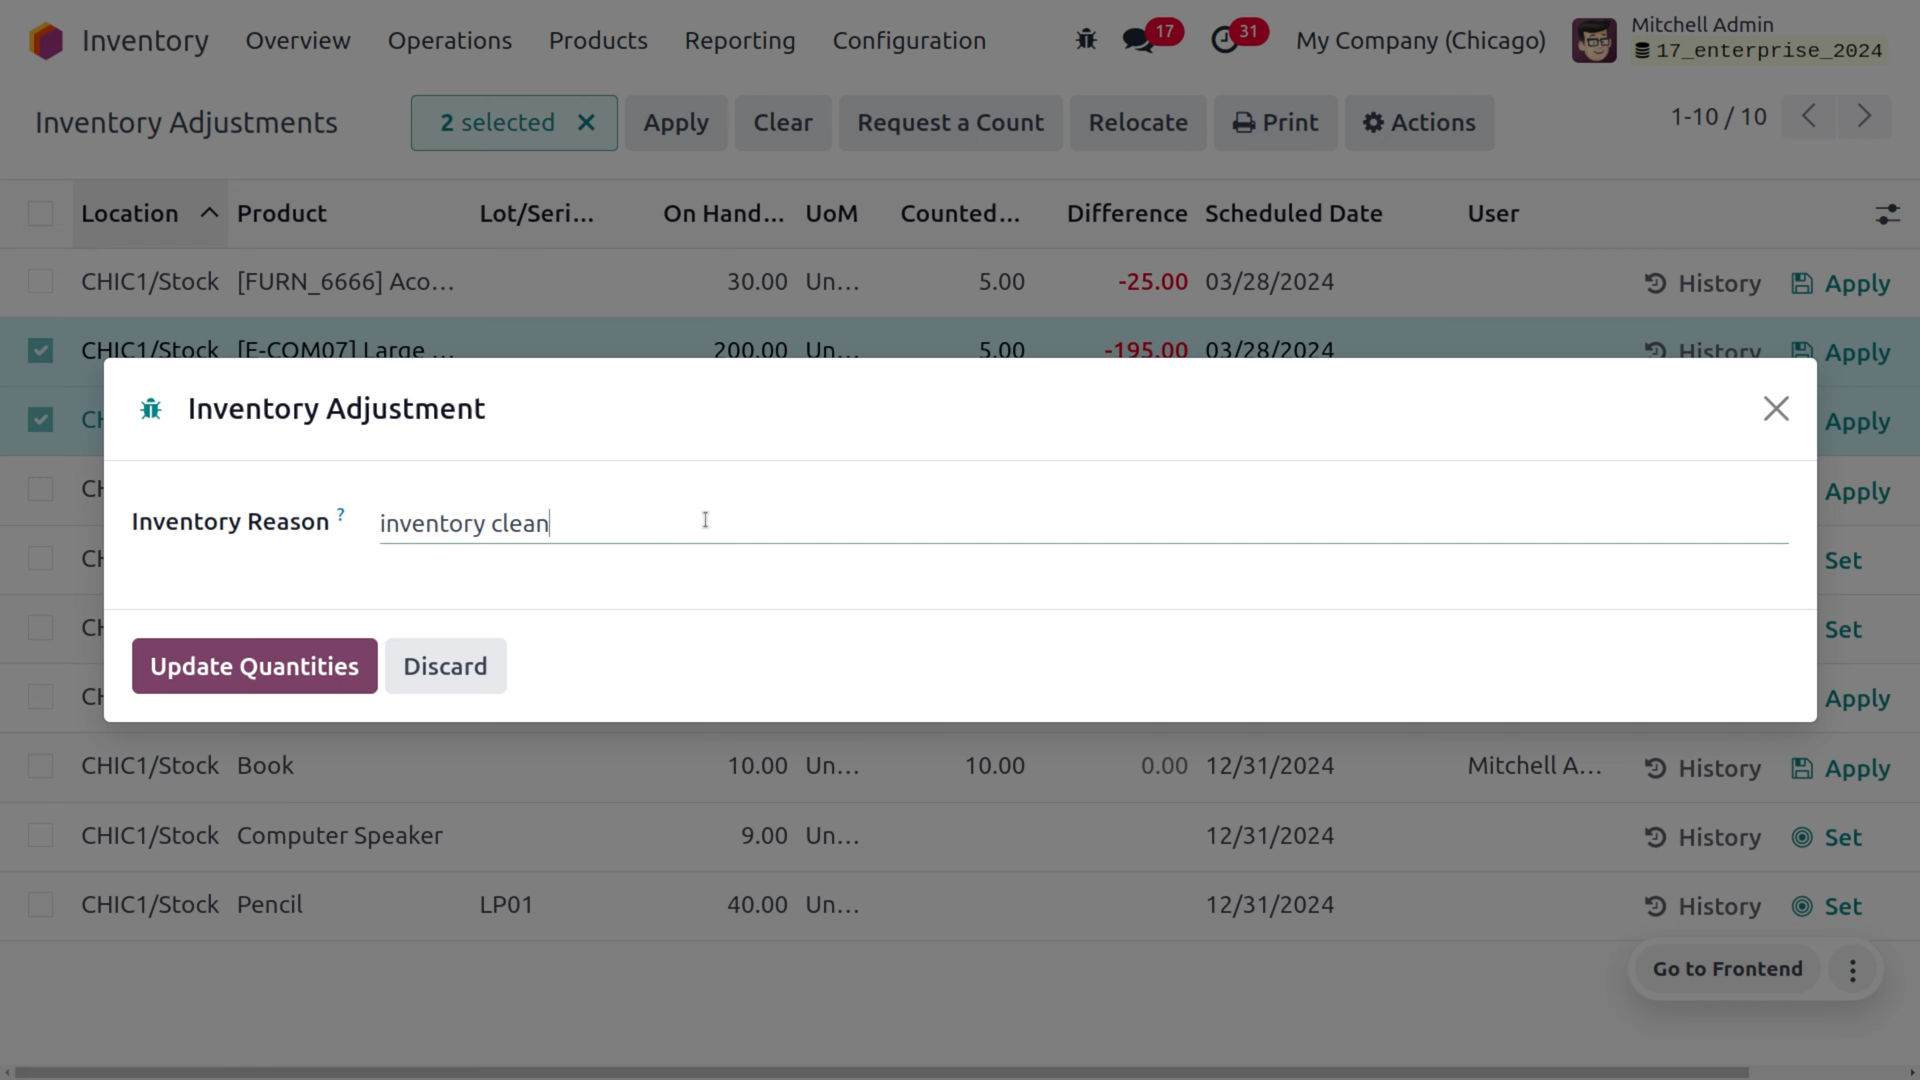 Inventory Overview Operations Products Reporting Configuration 17 31 My Company (Chicago) Mitchell Admin
17_enterprise_2024
Inventory Adjustments 2 selected Apply Clear Request a Count Relocate Print Actions 1-10 / 10
Location Product Lot/Seri... On Hand... UoM Counted... Difference Scheduled Date User
CHIC1/Stock [FURN_6666] Aco... 30.00 Un... 5.00 -25.00 03/28/2024 History Apply
CHIC1/Stock [E-COM07] Large ... 200.00 Un... 5.00 -195.00 03/28/2024 History Apply
Inventory Adjustment
CH Apply
CH Apply
Inventory Reason ? inventory clean
CH Set
CH Set
Update Quantities Discard
CH Apply
CHIC1/Stock Book 10.00 Un... 10.00 0.00 12/31/2024 Mitchell A... History Apply
CHIC1/Stock Computer Speaker 9.00 Un... 12/31/2024 History Set
CHIC1/Stock Pencil LP01 40.00 Un... 12/31/2024 History Set
Go to Frontend